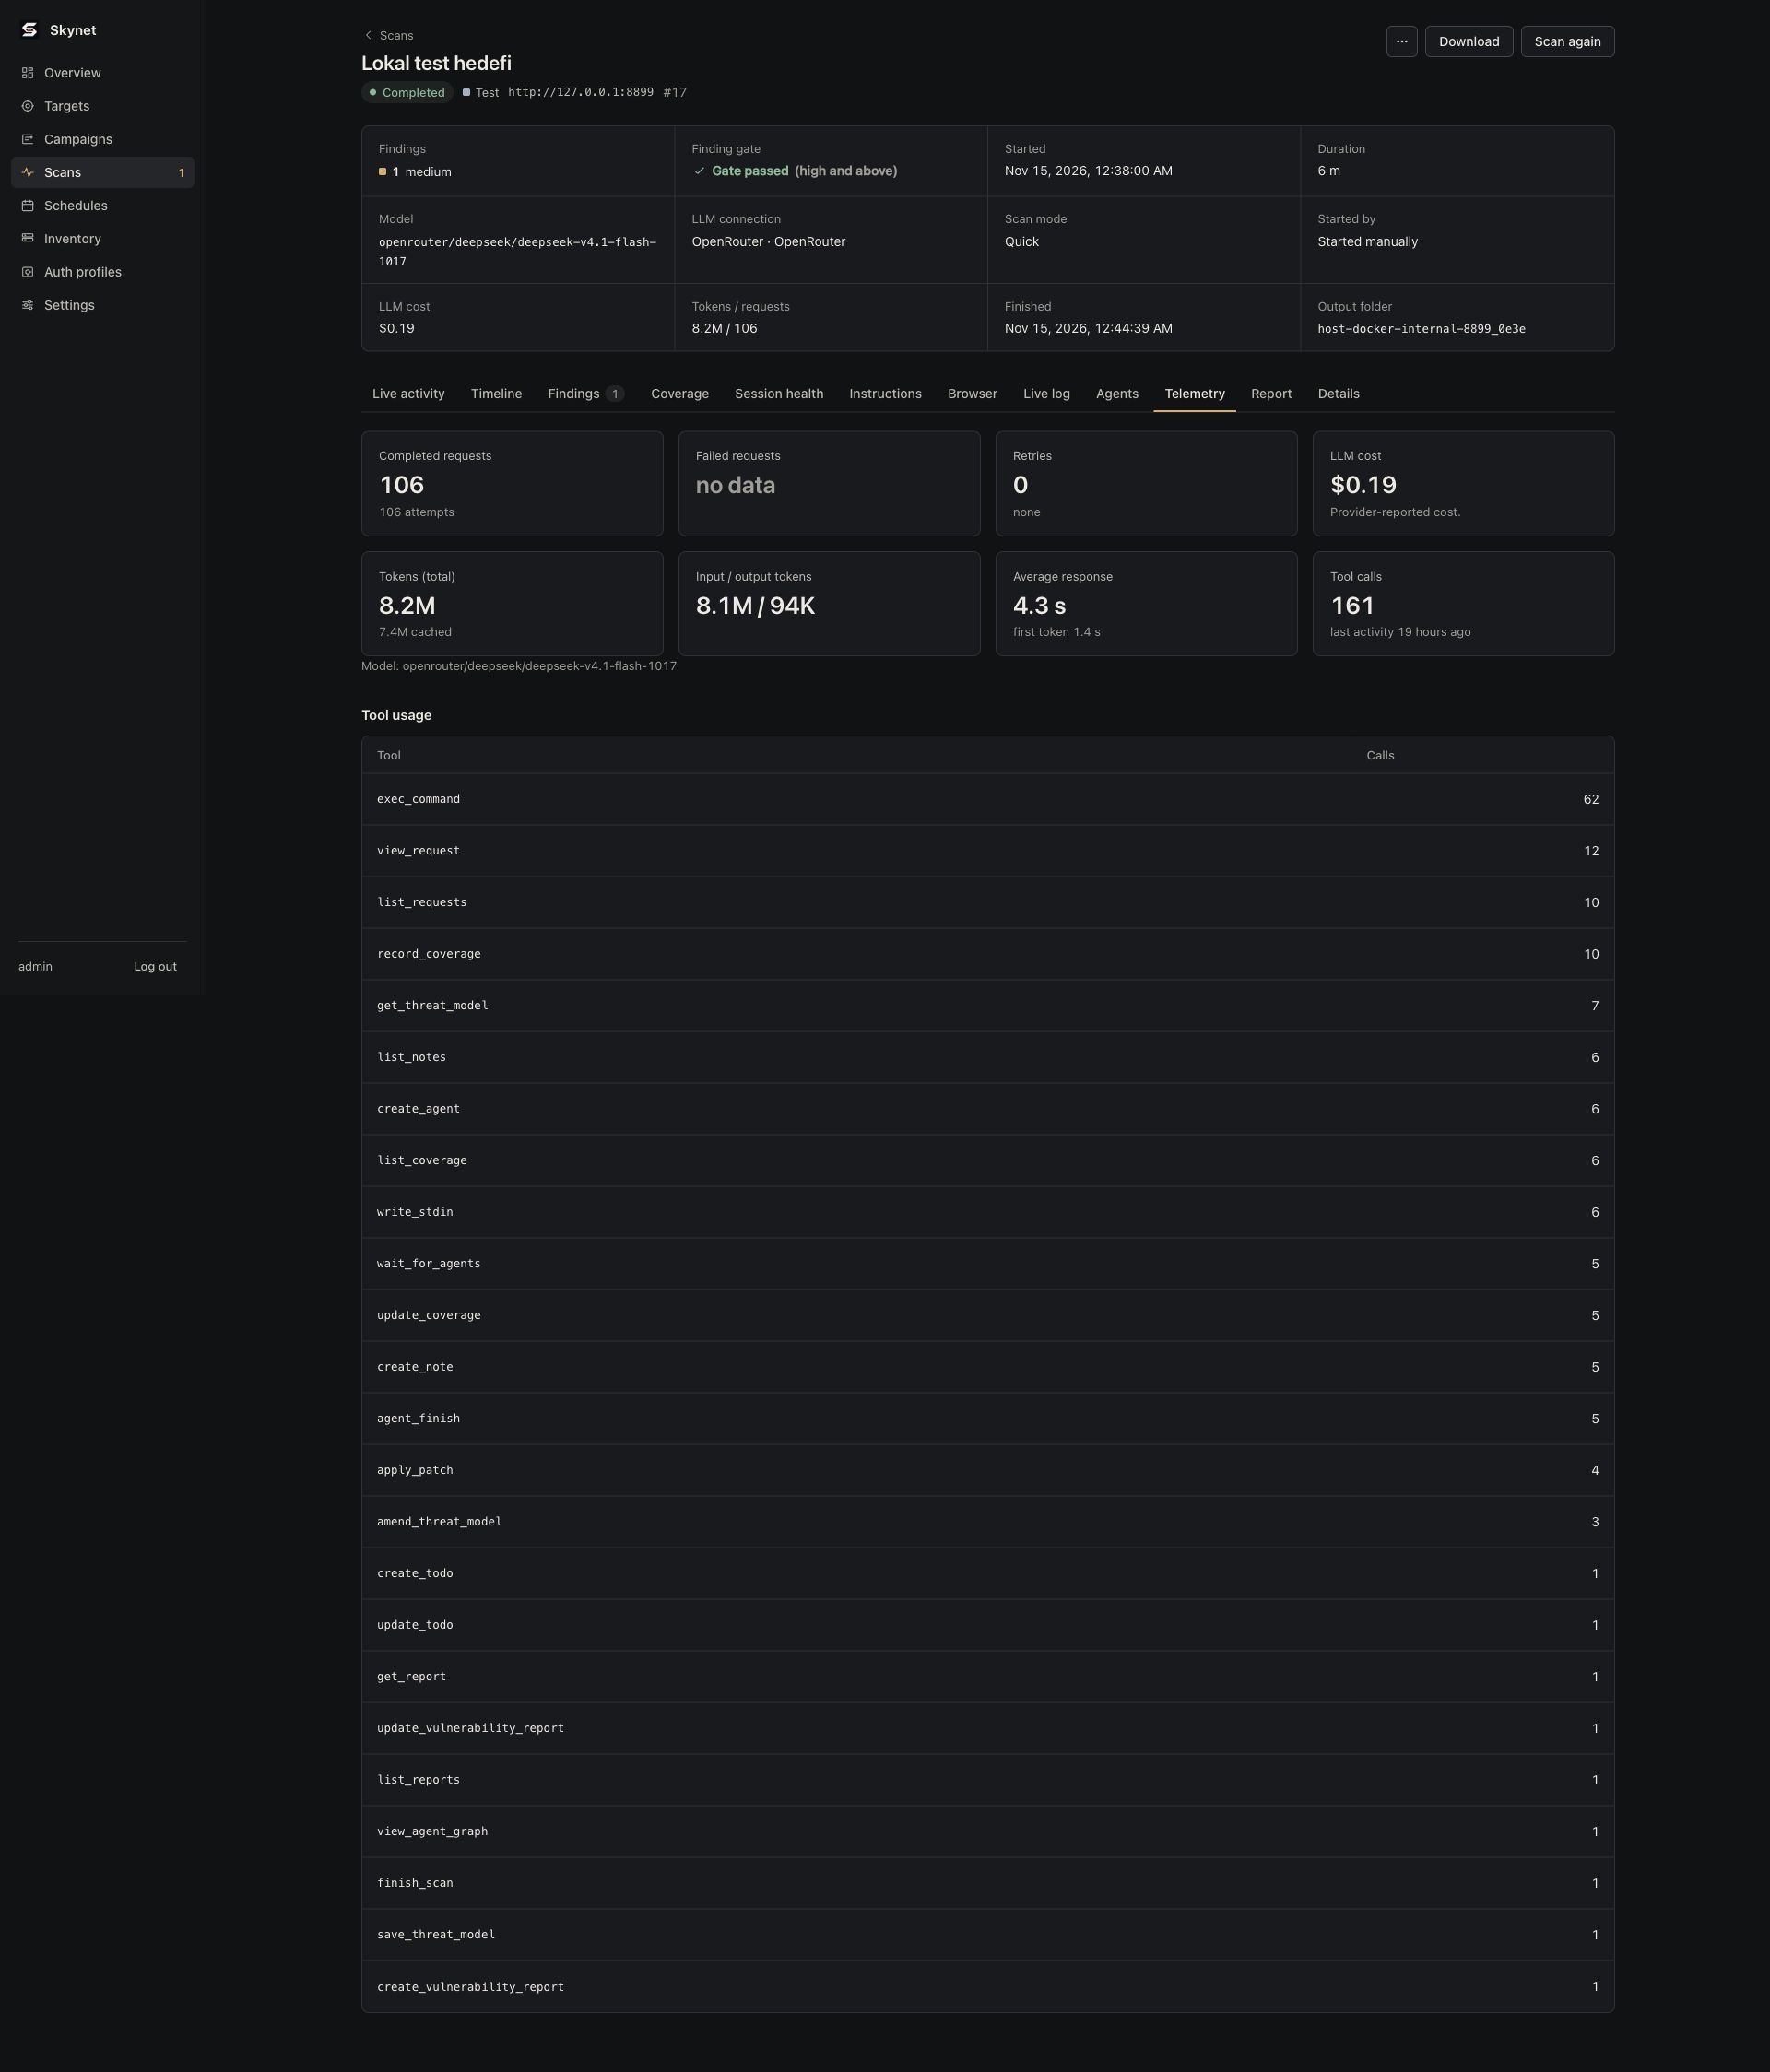 Skynet
Overview
Targets
Campaigns
Scans 1
Schedules
Inventory
Auth profiles
Settings
admin Log out
Scans
Lokal test hedefi
Completed Test http://127.0.0.1:8899 #17
··· Download Scan again
Findings
1 medium
Finding gate
Gate passed (high and above)
Started
Nov 15, 2026, 12:38:00 AM
Duration
6 m
Model
openrouter/deepseek/deepseek-v4.1-flash-
1017
LLM connection
OpenRouter · OpenRouter
Scan mode
Quick
Started by
Started manually
LLM cost
$0.19
Tokens / requests
8.2M / 106
Finished
Nov 15, 2026, 12:44:39 AM
Output folder
host-docker-internal-8899_0e3e
Live activity Timeline Findings 1 Coverage Session health Instructions Browser Live log Agents Telemetry Report Details
Completed requests
106
106 attempts
Failed requests
no data
Retries
0
none
LLM cost
$0.19
Provider-reported cost.
Tokens (total)
8.2M
7.4M cached
Input / output tokens
8.1M / 94K
Average response
4.3 s
first token 1.4 s
Tool calls
161
last activity 19 hours ago
Model: openrouter/deepseek/deepseek-v4.1-flash-1017
Tool usage
Tool Calls
exec_command 62
view_request 12
list_requests 10
record_coverage 10
get_threat_model 7
list_notes 6
create_agent 6
list_coverage 6
write_stdin 6
wait_for_agents 5
update_coverage 5
create_note 5
agent_finish 5
apply_patch 4
amend_threat_model 3
create_todo 1
update_todo 1
get_report 1
update_vulnerability_report 1
list_reports 1
view_agent_graph 1
finish_scan 1
save_threat_model 1
create_vulnerability_report 1